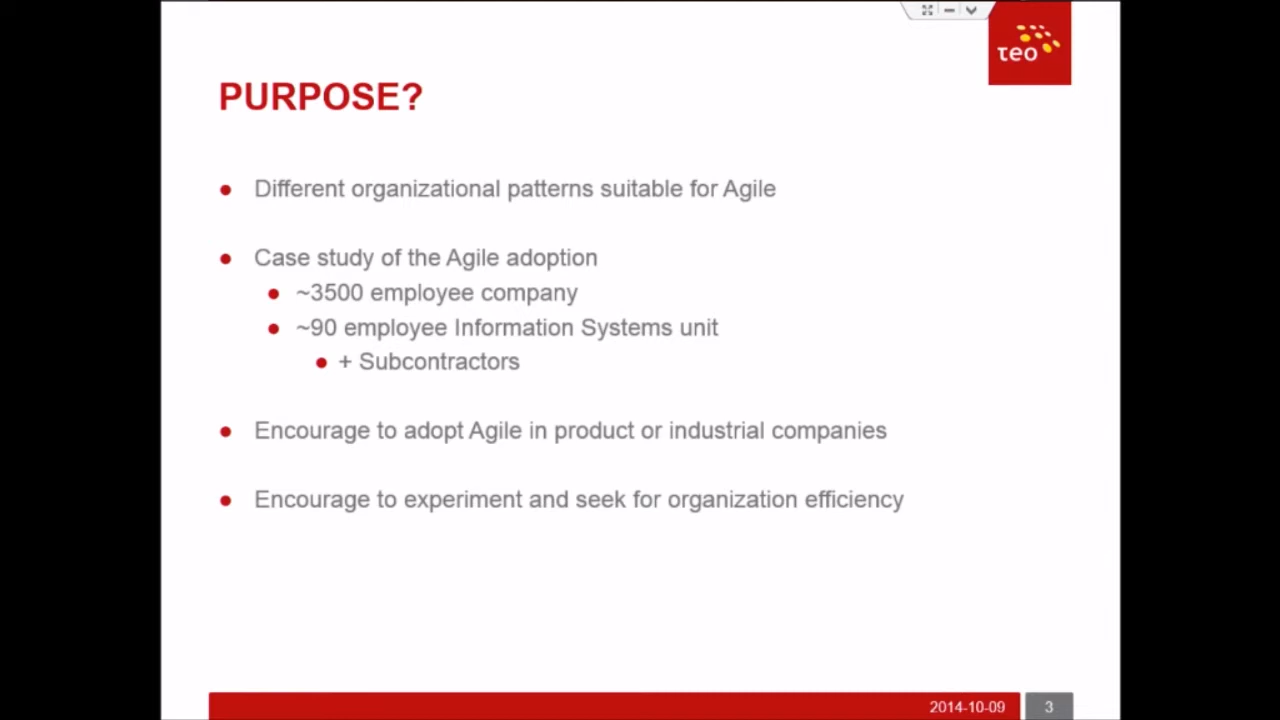 teo
PURPOSE?
Different organizational patterns suitable for Agile
Case study of the Agile adoption
~3500 employee company
~90 employee Information Systems unit
+ Subcontractors
Encourage to adopt Agile in product or industrial companies
Encourage to experiment and seek for organization efficiency
2014-10-09
3